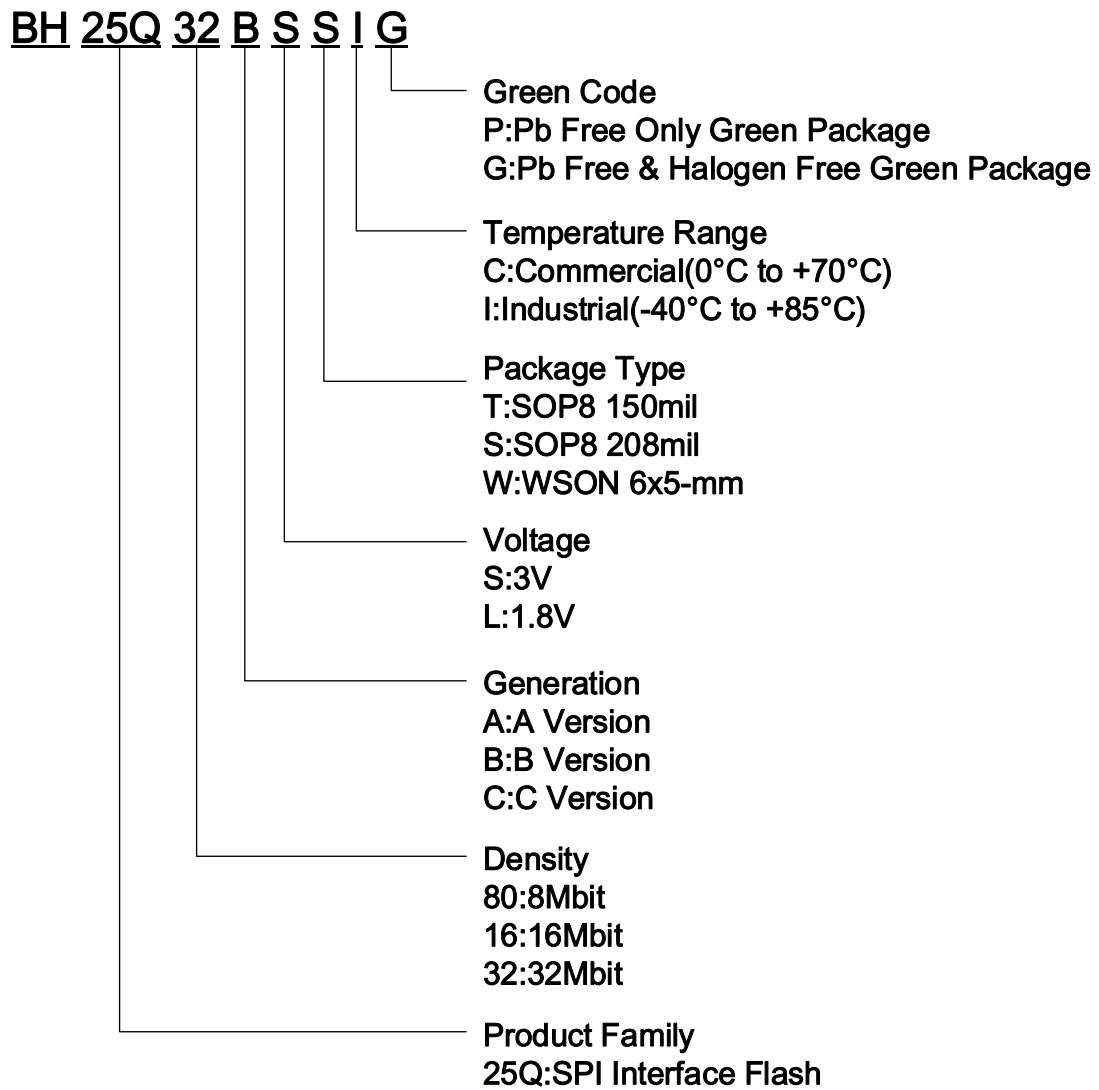 BH 25Q 32 B S S I G
Green Code
P:Pb Free Only Green Package
G:Pb Free & Halogen Free Green Package
Temperature Range
C:Commercial(0°C to +70°C)
I:Industrial(-40°C to +85°C)
Package Type
T:SOP8 150mil
S:SOP8 208mil
W:WSON 6x5-mm
Voltage
S:3V
L:1.8V
Generation
A:A Version
B:B Version
C:C Version
Density
80:8Mbit
16:16Mbit
32:32Mbit
Product Family
25Q:SPI Interface Flash